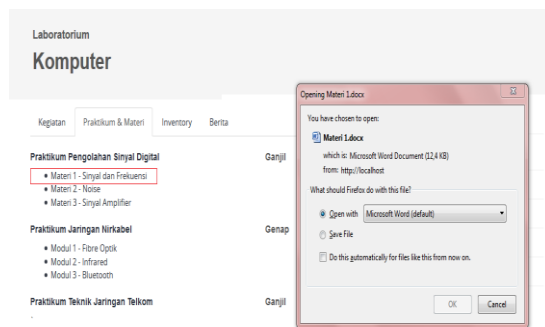 Laboratorium
Komputer
Kegiatan Praktikum & Materi Inventory Berita
Praktikum Pengolahan Sinyal Digital Ganjil
Materi 1 - Sinyal dan Frekuensi
Materi 2 - Noise
Materi 3 - Sinyal Amplifier
Praktikum Jaringan Nirkabel Genap
Modul 1 - Fibre Optik
Modul 2 - Infrared
Modul 3 - Bluetooth
Praktikum Teknik Jaringan Telkom Ganjil
Opening Materi 1.docx
You have chosen to open:
Materi 1.docx
which is: Microsoft Word Document (12,4 KB)
from: http://localhost
What should Firefox do with this file?
Open with Microsoft Word (default)
Save File
Do this automatically for files like this from now on.
OK Cancel